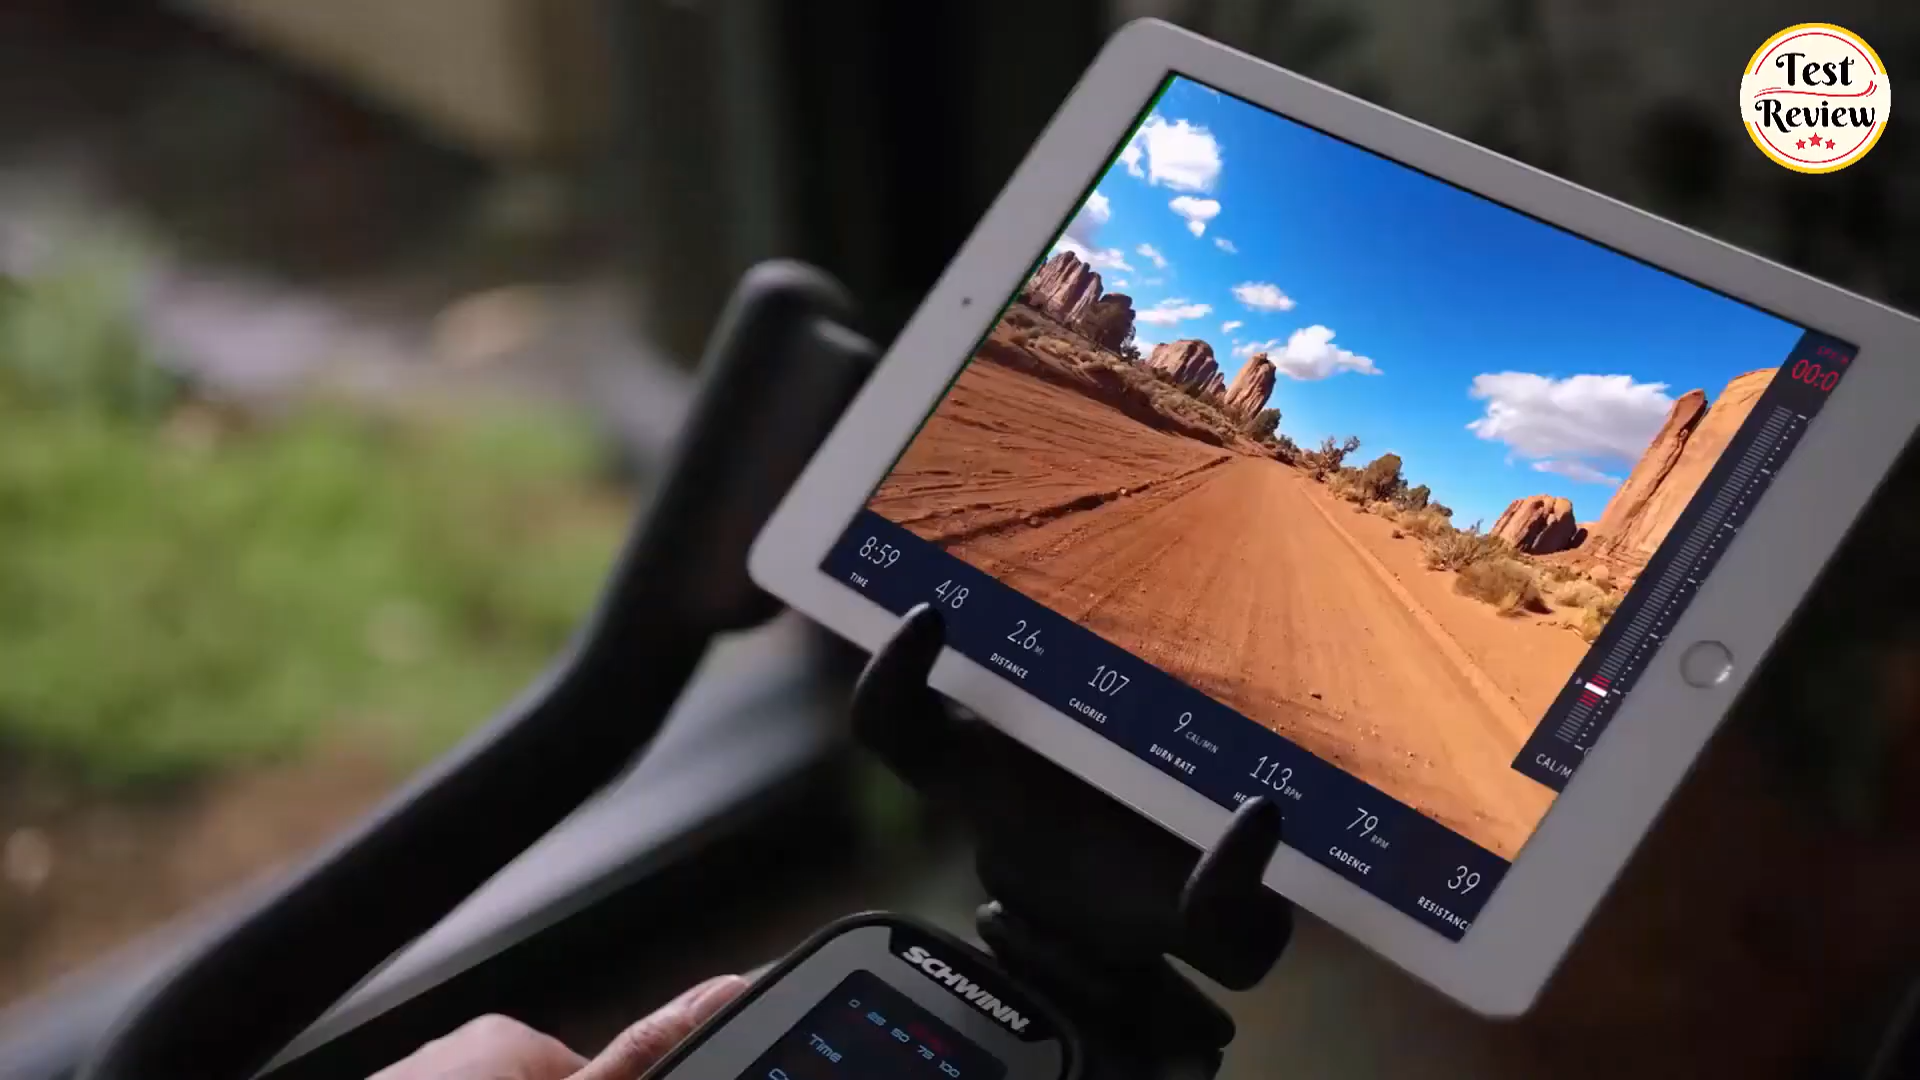 Test
Review
00:0
8:59
TIME
4/8
2.6 MI
DISTANCE
107
CALORIES
9 CAL/MIN
BURN RATE
113 BPM
79 RPM
CADENCE
39
RESISTANC
CAL/M
SCHWINN
0 25 50 75 100
Time